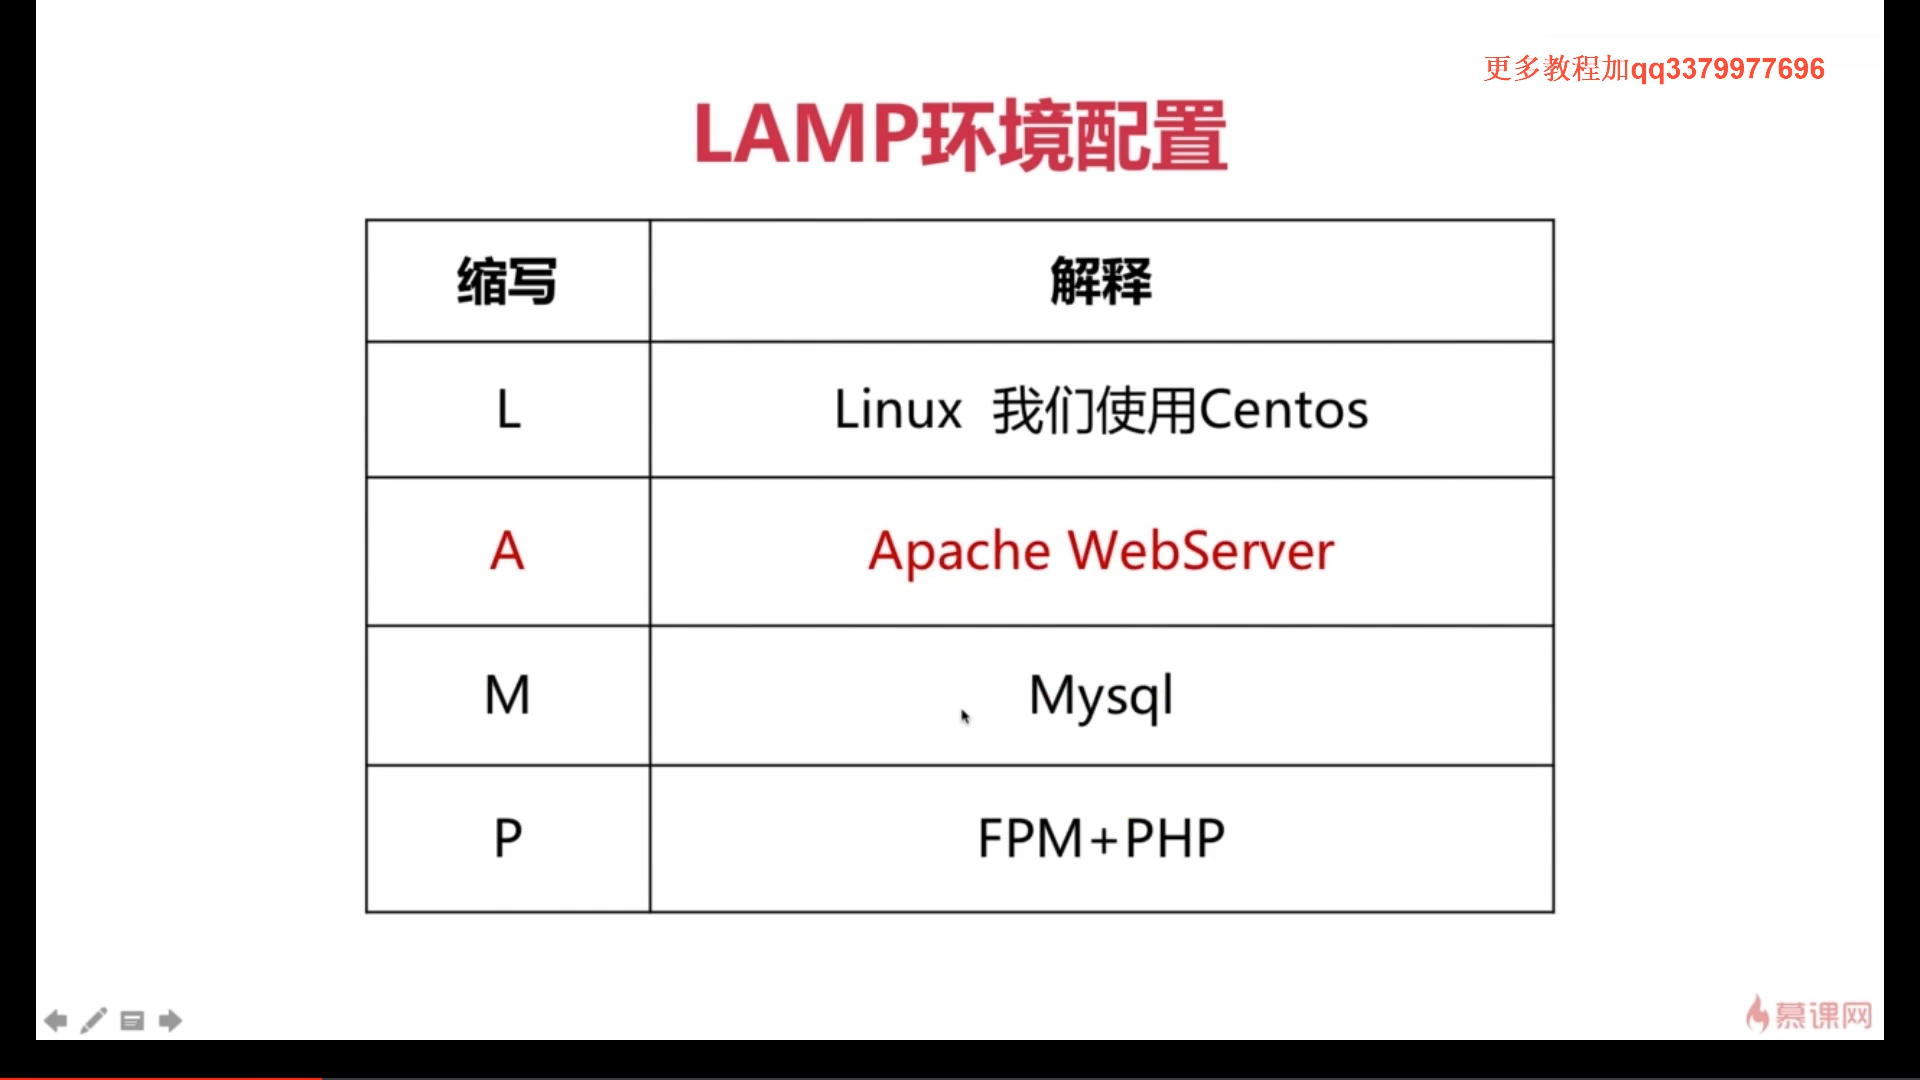 更多教程加qq3379977696
LAMP环境配置
缩写 解释
L Linux 我们使用Centos
A Apache WebServer
M Mysql
P FPM+PHP
慕课网